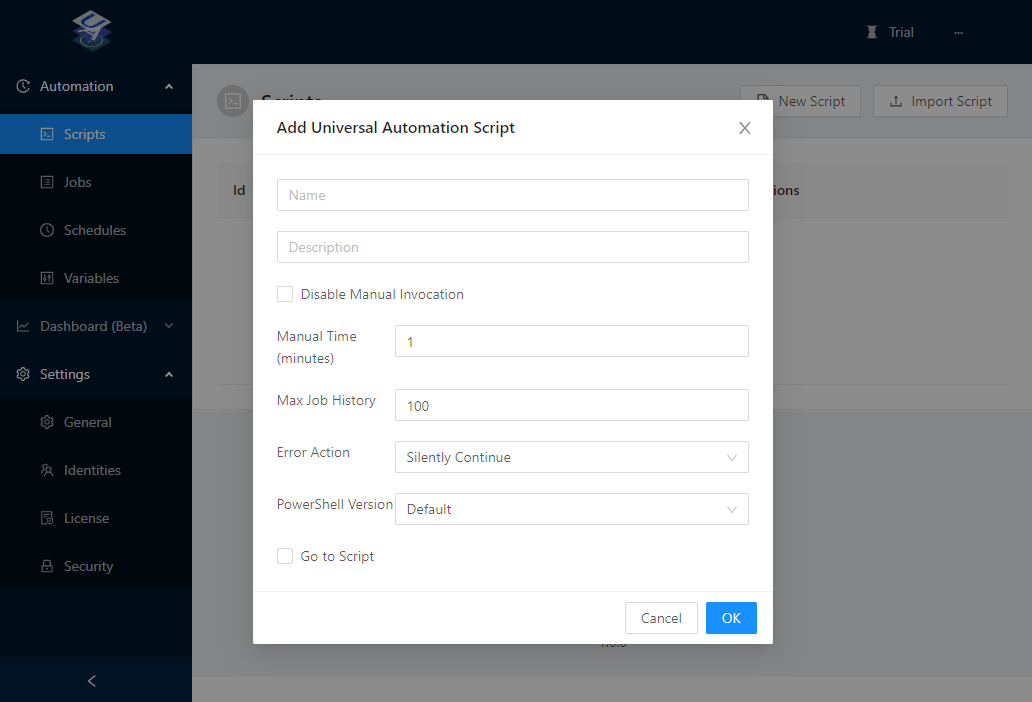 Trial
Automation
Scripts
Jobs
Schedules
Variables
Dashboard (Beta)
Settings
General
Identities
License
Security
Scripts
New Script
Import Script
Id
ions
Add Universal Automation Script
Name
Description
Disable Manual Invocation
Manual Time
(minutes)
1
Max Job History
100
Error Action
Silently Continue
PowerShell Version
Default
Go to Script
Cancel
OK